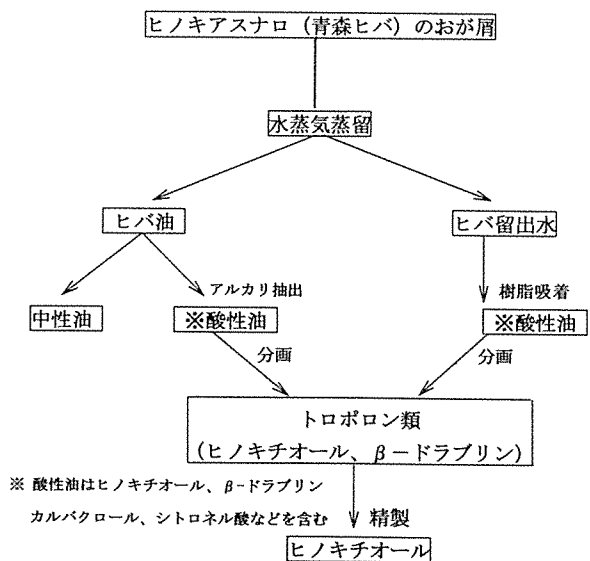 ヒノキアスナロ(青森ヒバ)のおが屑
水蒸気蒸留
ヒバ油
ヒバ留出水
アルカリ抽出
樹脂吸着
中性油
※酸性油
※酸性油
分画
分画
トロポロン類
(ヒノキチオール、β－ドラブリン)
※ 酸性油はヒノキチオール、β-ドラブリン
カルバクロール、シトロネル酸などを含む
精製
ヒノキチオール